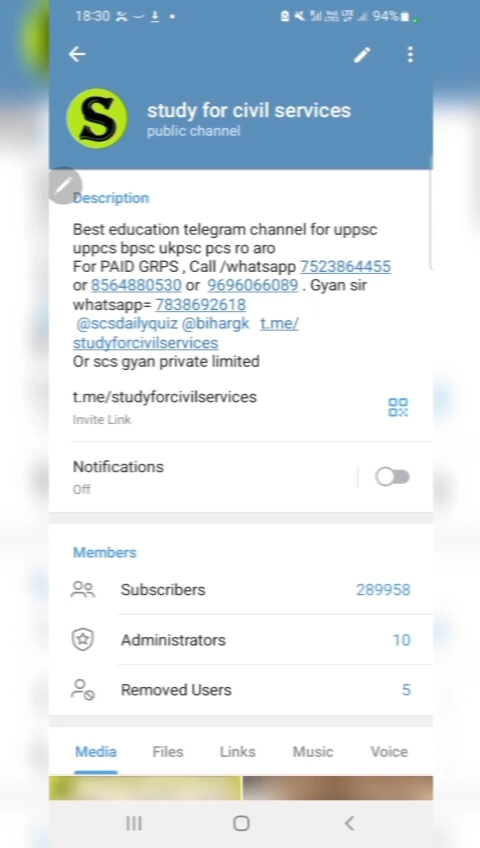 18:30
94%
S
study for civil services
public channel
Description
Best education telegram channel for uppsc
uppcs bpsc ukpsc pcs ro aro
For PAID GRPS , Call /whatsapp 7523864455
or 8564880530 or 9696066089 . Gyan sir
whatsapp= 7838692618
@scsdailyquiz @bihargk t.me/
studyforcivilservices
Or scs gyan private limited
t.me/studyforcivilservices
Invite Link
Notifications
Off
Members
Subscribers 289958
Administrators 10
Removed Users 5
Media Files Links Music Voice